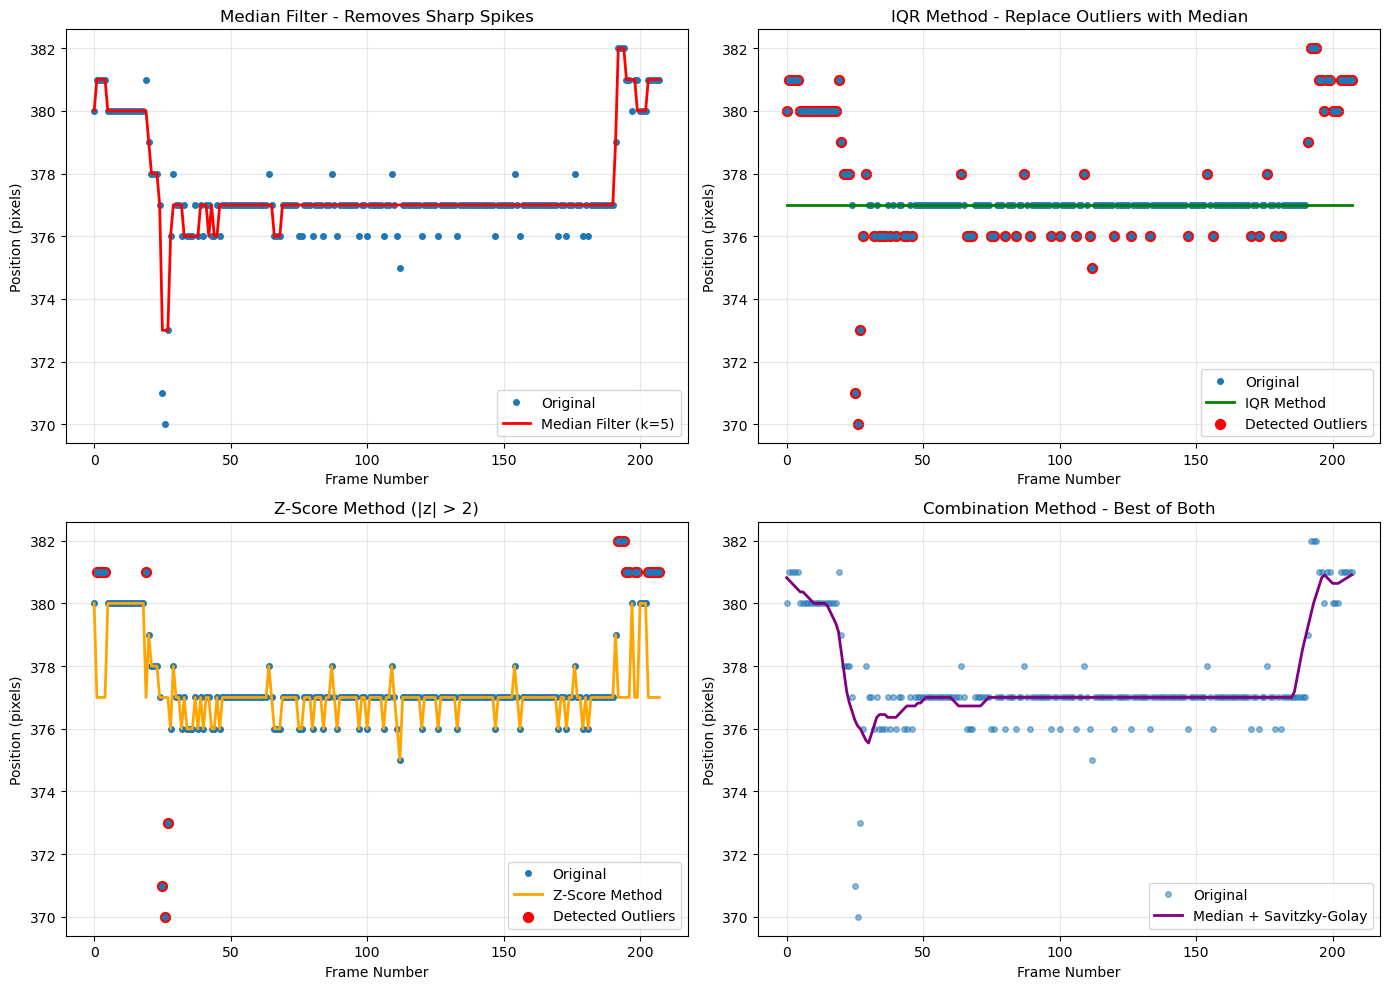 Median Filter - Removes Sharp Spikes
382
380
378
376
374
372
370
Position (pixels)
0
50
100
150
200
Frame Number
Original
Median Filter (k=5)
IQR Method - Replace Outliers with Median
382
380
378
376
374
372
370
Position (pixels)
0
50
100
150
200
Frame Number
Original
IQR Method
Detected Outliers
Z-Score Method (|z| > 2)
382
380
378
376
374
372
370
Position (pixels)
0
50
100
150
200
Frame Number
Original
Z-Score Method
Detected Outliers
Combination Method - Best of Both
382
380
378
376
374
372
370
Position (pixels)
0
50
100
150
200
Frame Number
Original
Median + Savitzky-Golay